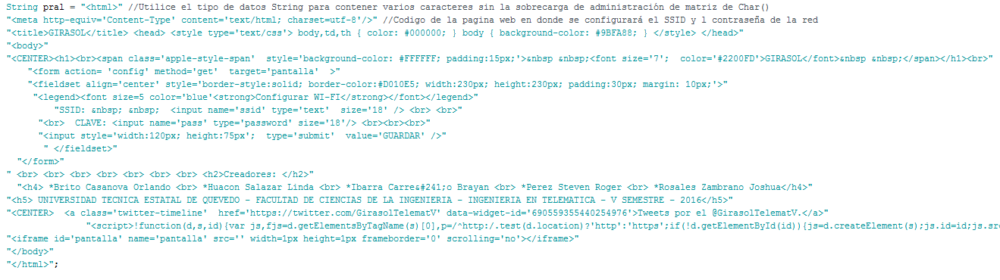 String pral = "<html>" //Utilice el tipo de datos String para contener varios caracteres sin la sobrecarga de administración de matriz de Char()
"<meta http-equiv='Content-Type' content='text/html; charset=utf-8'/>" //Codigo de la pagina web en donde se configurará el SSID y l contraseña de la red
"<title>GIRASOL</title> <head> <style type='text/css'> body,td,th { color: #000000; } body { background-color: #9BFA88; } </style> </head>"
"<body>"
"<CENTER><h1><br><span class='apple-style-span'  style='background-color: #FFFFFF; padding:15px;'>&nbsp &nbsp;<font size='7';  color='#2200FD'>GIRASOL</font>&nbsp &nbsp;</span></h1><br>"
"<form action= 'config' method='get'  target='pantalla'  >"
"<fieldset align='center' style='border-style:solid; border-color:#D010E5; width:230px; height:230px; padding:30px; margin: 10px;'>"
"<legend><font size=5 color='blue'<strong>Configurar WI-FI</strong></font></legend>"
"SSID: &nbsp; &nbsp;  <input name='ssid' type='text'  size='18' /> <br> <br>"
"<br>  CLAVE: <input name='pass' type='password' size='18'/> <br><br><br>"
"<input style='width:120px; height:75px';  type='submit'  value='GUARDAR' />"
" </fieldset>"
"</form>"
" <br> <br> <br> <br> <br> <br> <br> <h2>Creadores: </h2>"
"<h4> *Brito Casanova Orlando <br> *Huacon Salazar Linda <br> *Ibarra Carre&#241;o Brayan <br> *Perez Steven Roger <br> *Rosales Zambrano Joshua</h4>"
"<h5> UNIVERSIDAD TECNICA ESTATAL DE QUEVEDO - FACULTAD DE CIENCIAS DE LA INGENIERIA - INGENIERIA EN TELEMATICA - V SEMESTRE - 2016</h5>"
"<CENTER>  <a class='twitter-timeline'  href='https://twitter.com/GirasolTelematV' data-widget-id='690559355440254976'>Tweets por el @GirasolTelematV.</a>"
"<script>!function(d,s,id){var js,fjs=d.getElementsByTagName(s)[0],p=/^http:/.test(d.location)?'http':'https';if(!d.getElementById(id)){js=d.createElement(s);js.id=id;js.src
"<iframe id='pantalla' name='pantalla' src='' width=1px height=1px frameborder='0' scrolling='no'></iframe>"
"</body>"
"</html>";